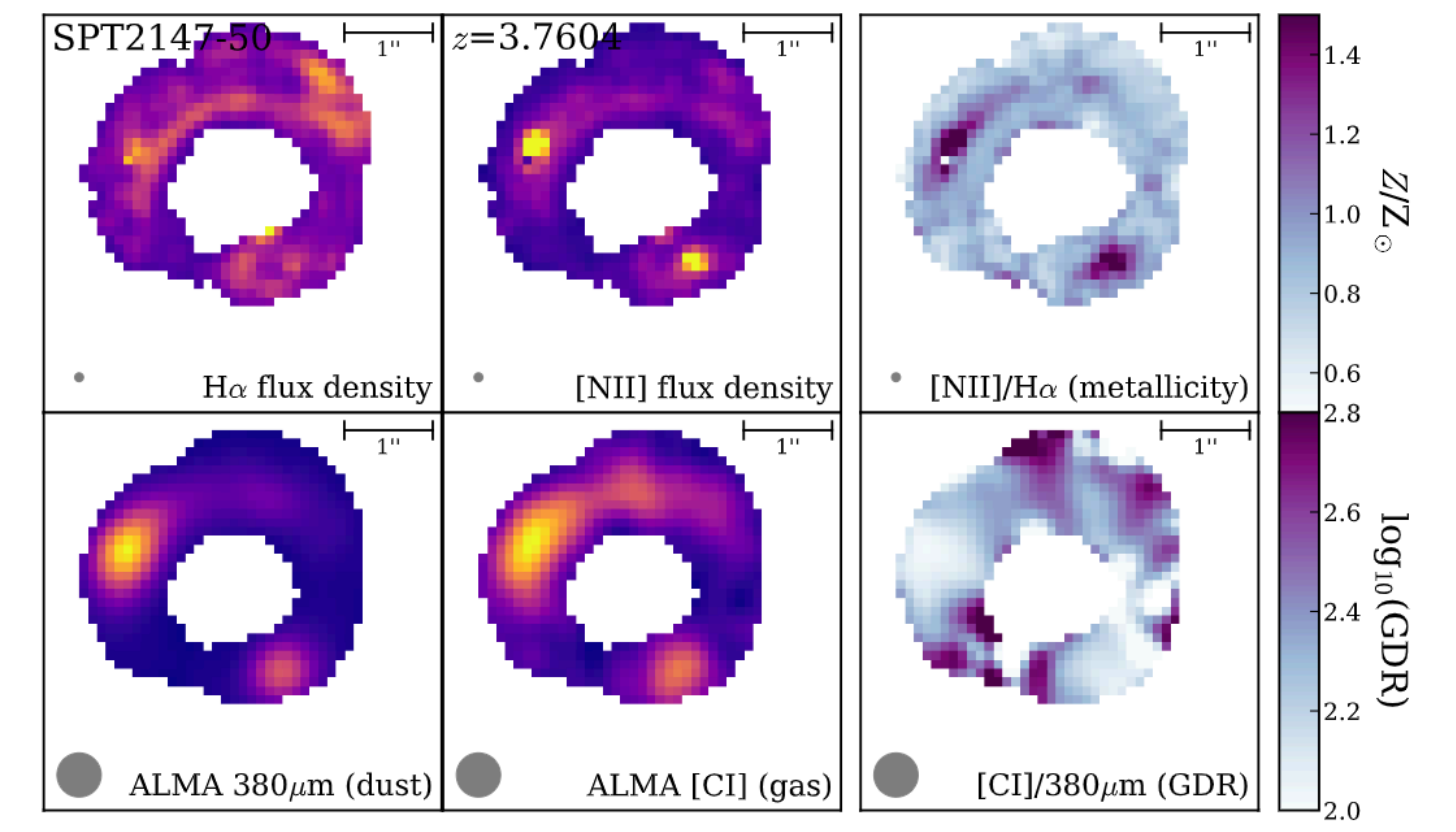 SPT2147-50
1''
z=3.7604
1''
1''
Hα flux density
[NII] flux density
[NII]/Hα (metallicity)
1.4
1.2
1.0
0.8
0.6
Z/Z☉
1''
1''
1''
ALMA 380μm (dust)
ALMA [CI] (gas)
[CI]/380μm (GDR)
2.8
2.6
2.4
2.2
2.0
log₁₀(GDR)